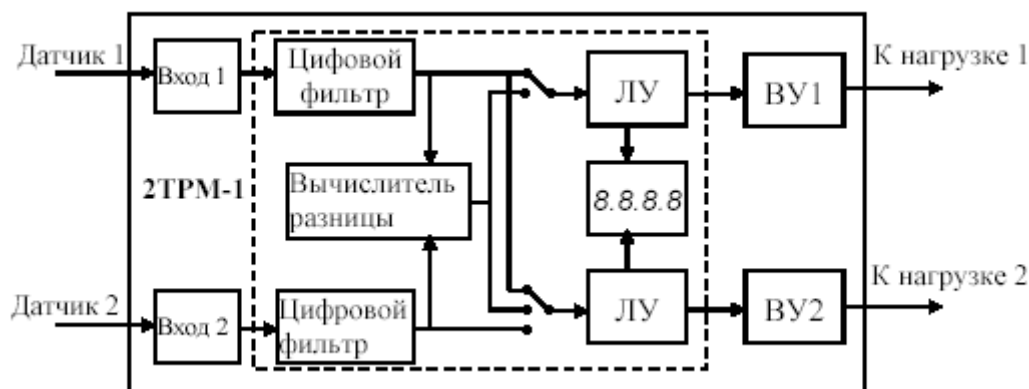 Датчик 1
Вход 1
Цифовой
фильтр
ЛУ
ВУ1
К нагрузке 1
2ТРМ-1
Вычислитель
разницы
8.8.8.8
Датчик 2
Вход 2
Цифровой
фильтр
ЛУ
ВУ2
К нагрузке 2